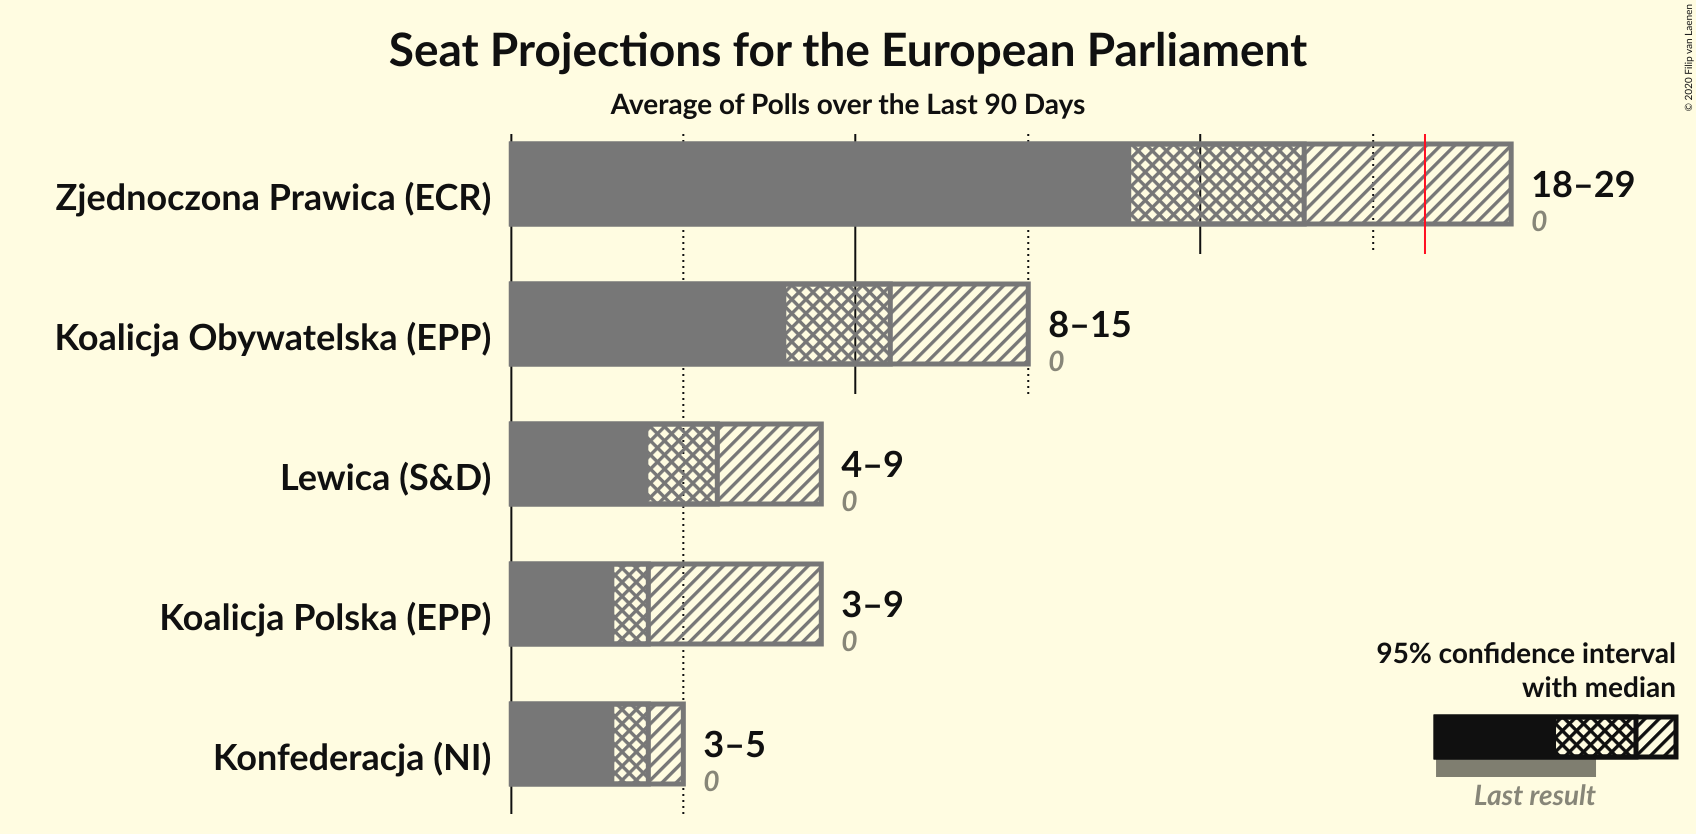 Seat Projections for the European Parliament
Average of Polls over the Last 90 Days
© 2020 Filip van Laenen
Zjednoczona Prawica (ECR)
18–29
0
Koalicja Obywatelska (EPP)
8–15
0
Lewica (S&D)
4–9
0
Koalicja Polska (EPP)
3–9
0
Konfederacja (NI)
3–5
0
95% confidence interval
with median
Last result